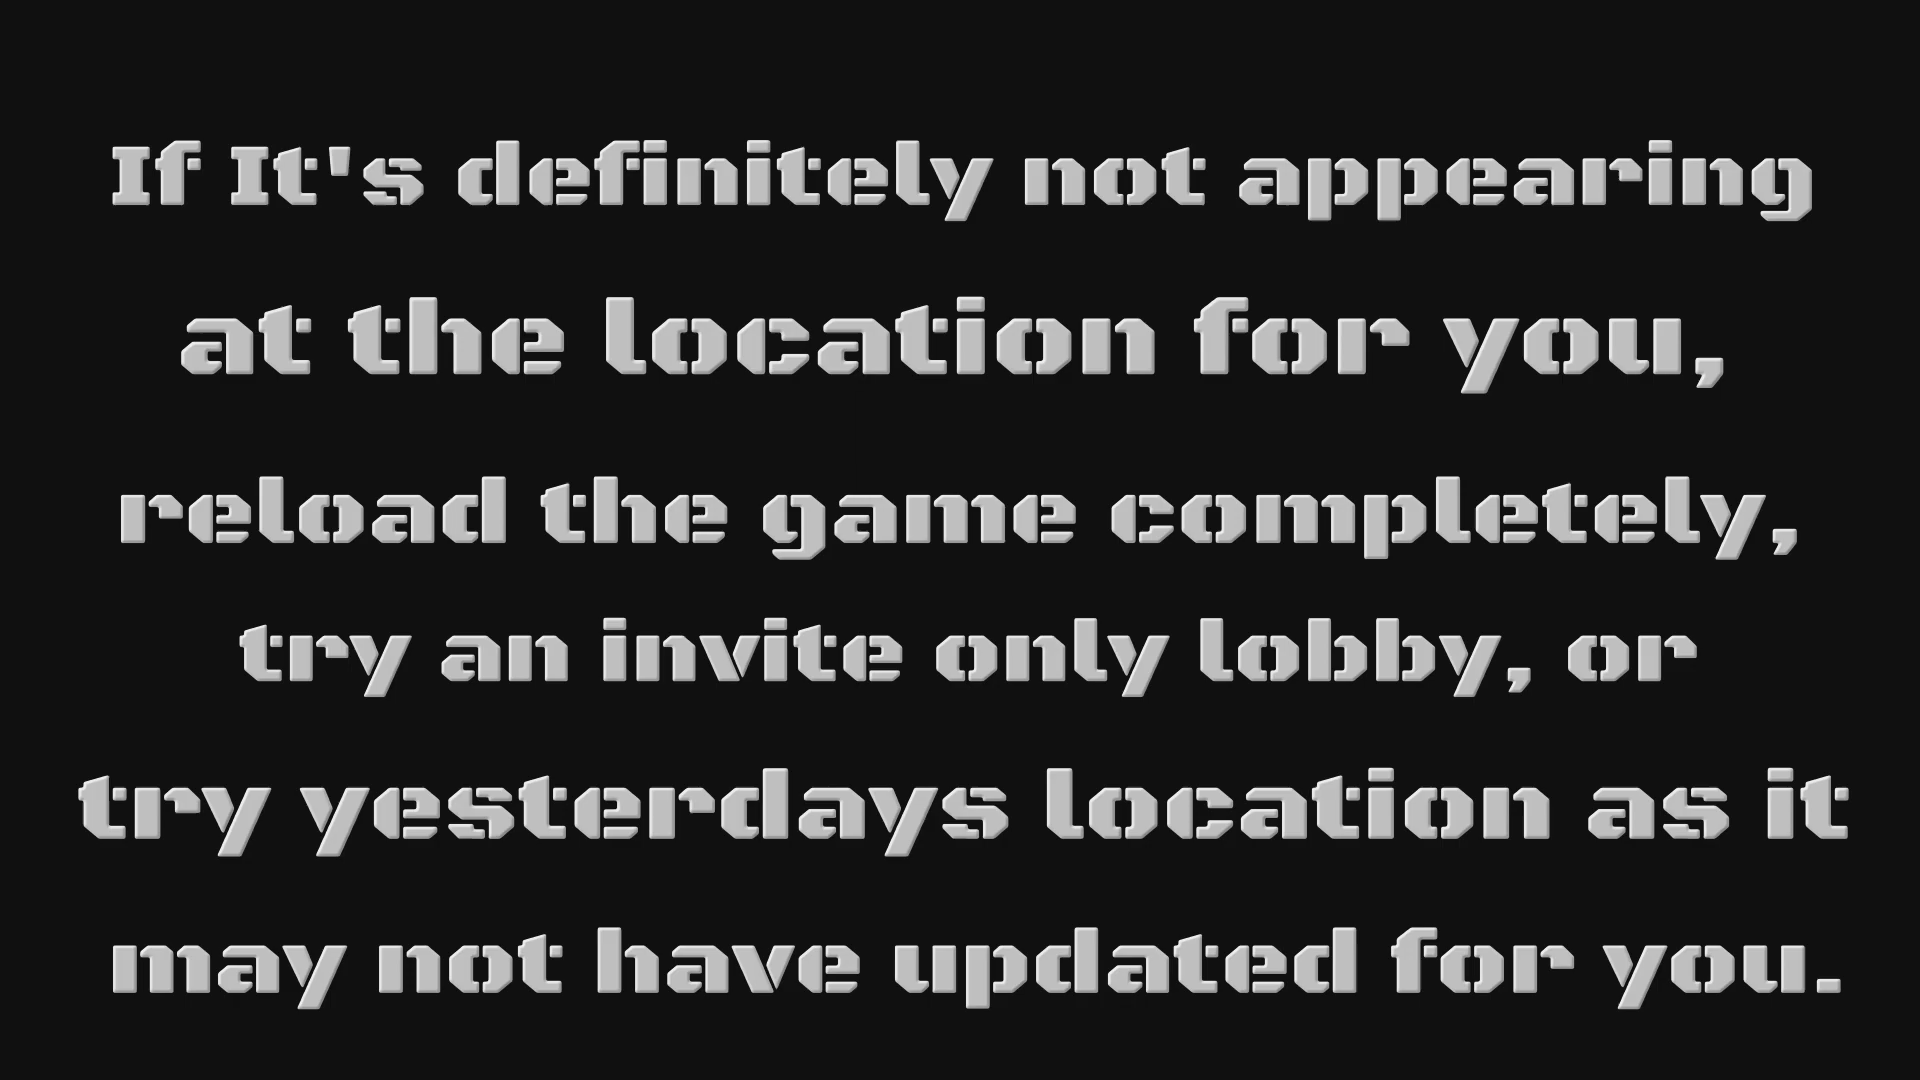 If It's definitely not appearing
at the location for you,
reload the game completely,
try an invite only lobby, or
try yesterdays location as it
may not have updated for you.